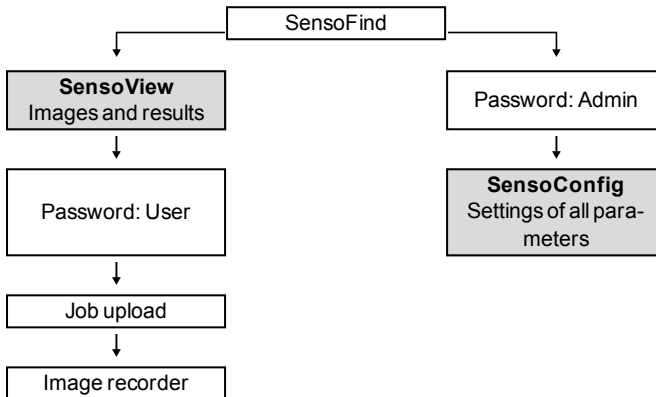 SensoFind
SensoView
Images and results
Password: User
Job upload
Image recorder
Password: Admin
SensoConfig
Settings of all para-
meters